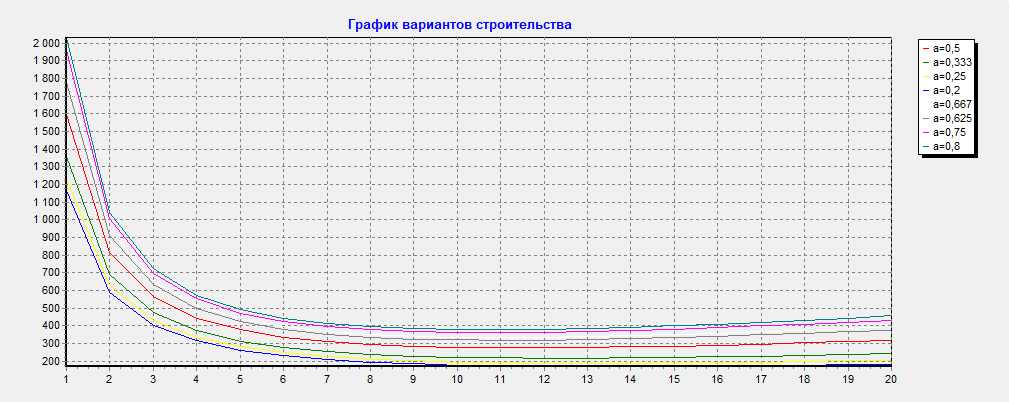 График вариантов строительства
2 000
1 900
1 800
1 700
1 600
1 500
1 400
1 300
1 200
1 100
1 000
900
800
700
600
500
400
300
200
1 2 3 4 5 6 7 8 9 10 11 12 13 14 15 16 17 18 19 20
a=0,5
a=0,333
a=0,25
a=0,2
a=0,667
a=0,625
a=0,75
a=0,8